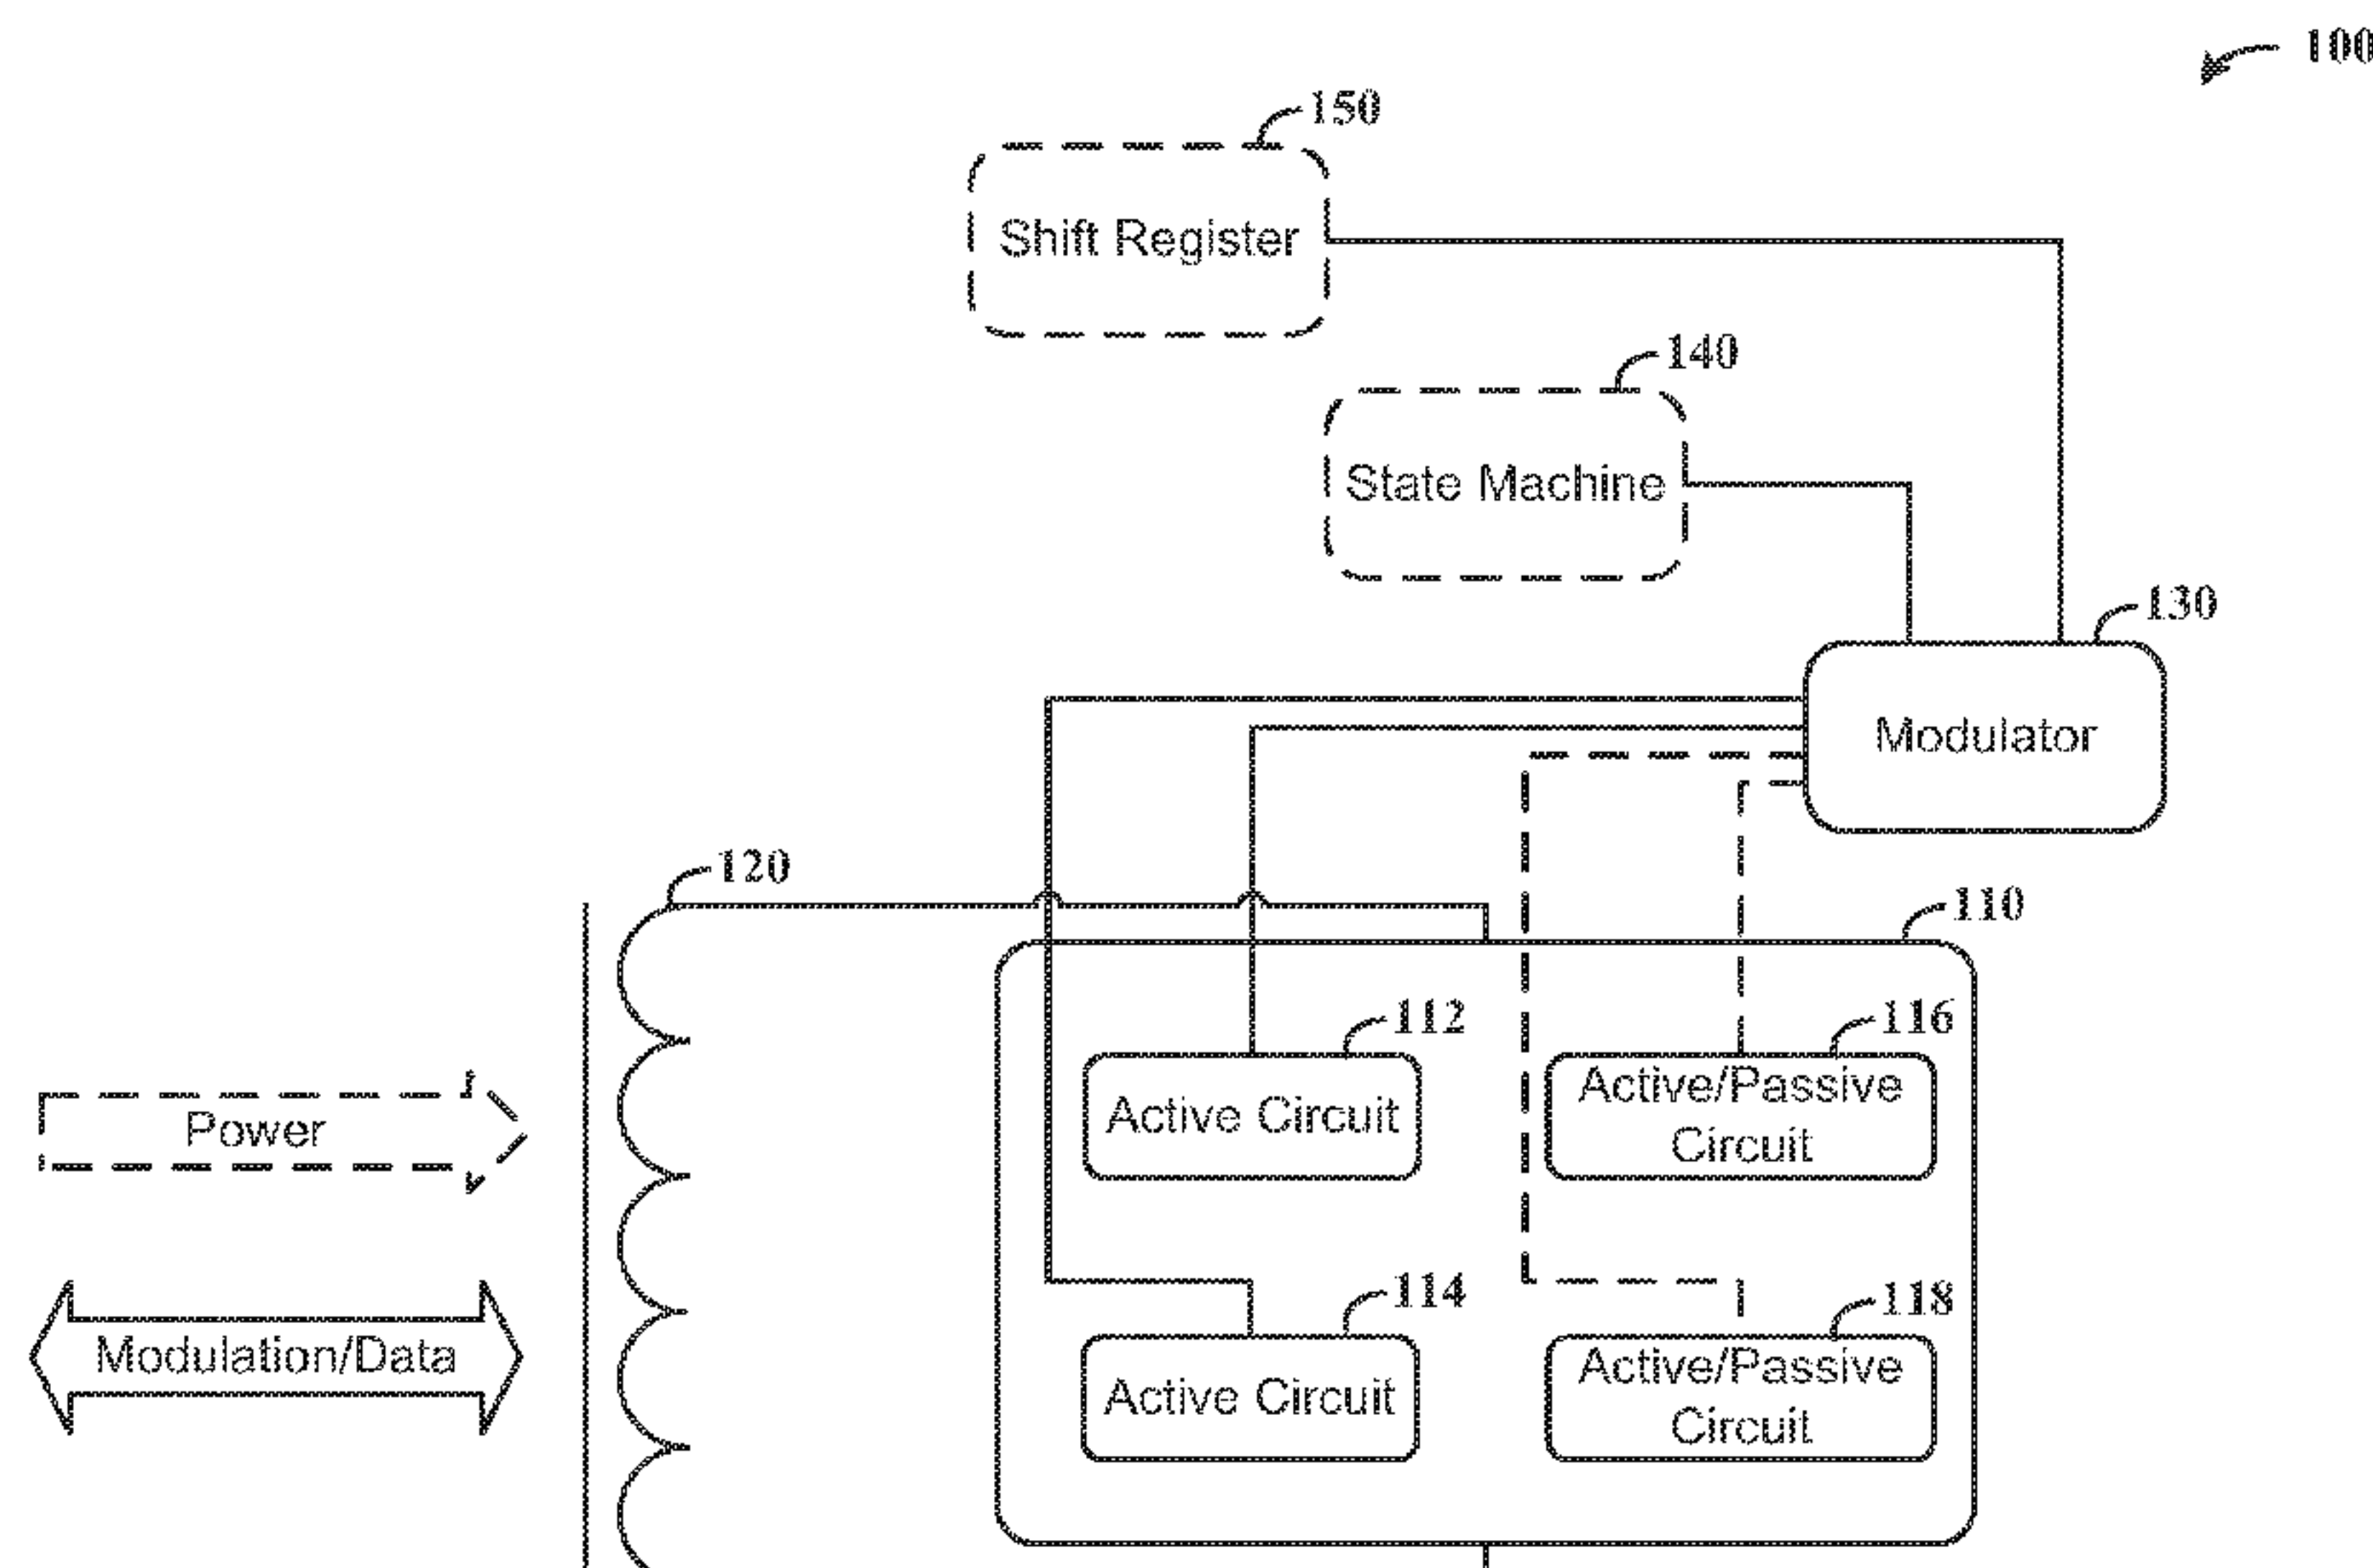 100
150
Shift Register
140
State Machine
130
Modulator
120
110
112
116
Active Circuit
Active/Passive
Circuit
Power
114
118
Modulation/Data
Active Circuit
Active/Passive
Circuit